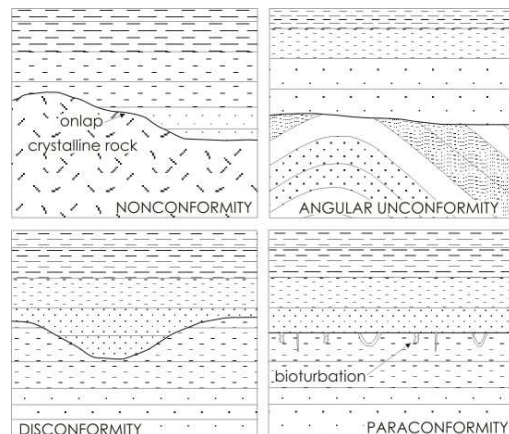 onlap
crystalline rock
NONCONFORMITY
ANGULAR UNCONFORMITY
bioturbation
DISCONFORMITY
PARACONFORMITY